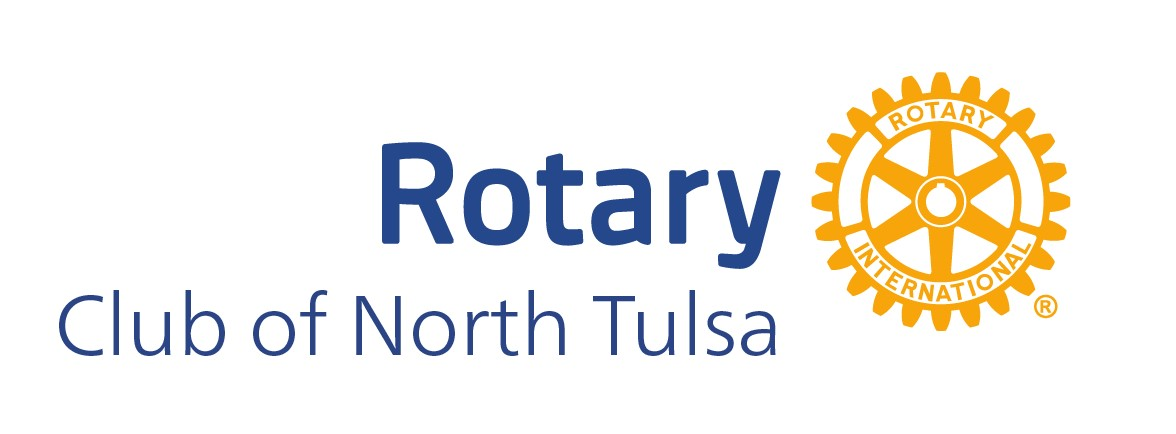 Rotary
Club of North Tulsa
ROTARY
INTERNATIONAL
®